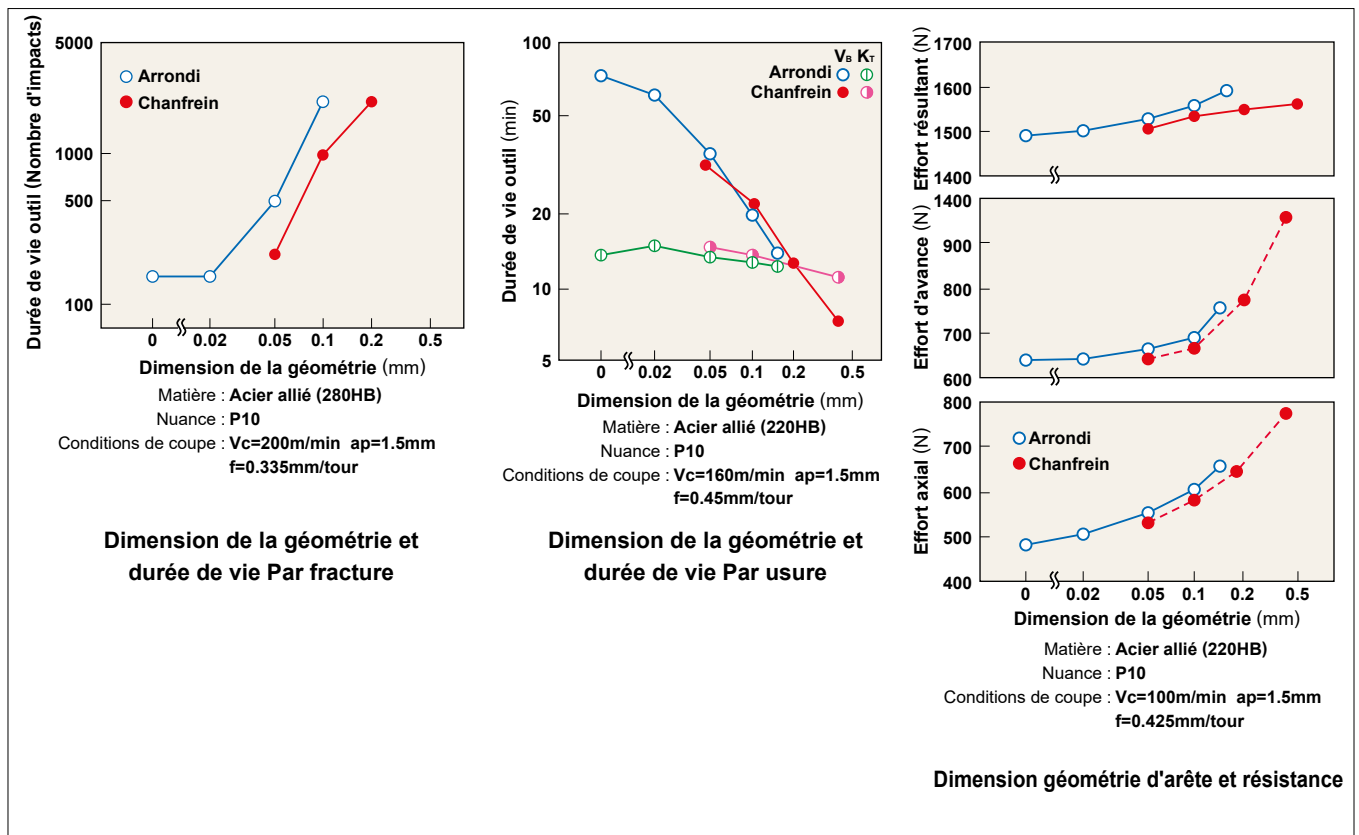 Durée de vie outil (Nombre d'impacts)
5000
1000
500
100
Arrondi
Chanfrein
0 0.02 0.05 0.1 0.2 0.5
Dimension de la géométrie (mm)
Matière : Acier allié (280HB)
Nuance : P10
Conditions de coupe : Vc=200m/min ap=1.5mm
f=0.335mm/tour
Dimension de la géométrie et
durée de vie Par fracture
Durée de vie outil (min)
100
50
20
10
5
VB KT
Arrondi
Chanfrein
0 0.02 0.05 0.1 0.2 0.5
Dimension de la géométrie (mm)
Matière : Acier allié (220HB)
Nuance : P10
Conditions de coupe : Vc=160m/min ap=1.5mm
f=0.45mm/tour
Dimension de la géométrie et
durée de vie Par usure
Effort résultant (N)
1700
1600
1500
1400
Effort d'avance (N)
1400
900
800
700
600
Effort axial (N)
800
700
600
500
400
Arrondi
Chanfrein
0 0.02 0.05 0.1 0.2 0.5
Dimension de la géométrie (mm)
Matière : Acier allié (220HB)
Nuance : P10
Conditions de coupe : Vc=100m/min ap=1.5mm
f=0.425mm/tour
Dimension géométrie d'arête et résistance